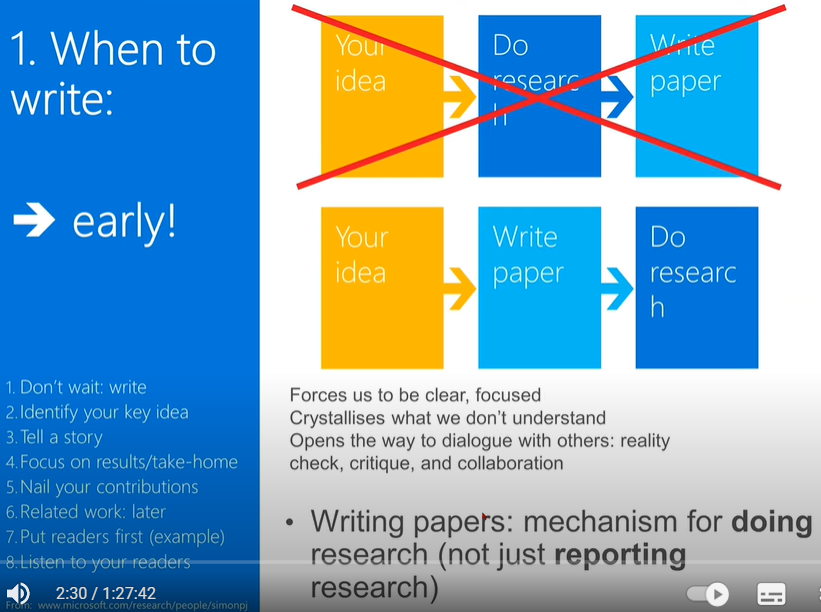 1. When to
write:
→ early!
1. Don't wait: write
2. Identify your key idea
3. Tell a story
4. Focus on results/take-home
5. Nail your contributions
6. Related work: later
7. Put readers first (example)
8. Listen to your readers
From: www.microsoft.com/research/people/simonpj
Your
idea
Do
researc
h
Write
paper
Your
idea
Write
paper
Do
researc
h
Forces us to be clear, focused
Crystallises what we don't understand
Opens the way to dialogue with others: reality
check, critique, and collaboration
• Writing papers: mechanism for doing
research (not just reporting
research)
2:30 / 1:27:42